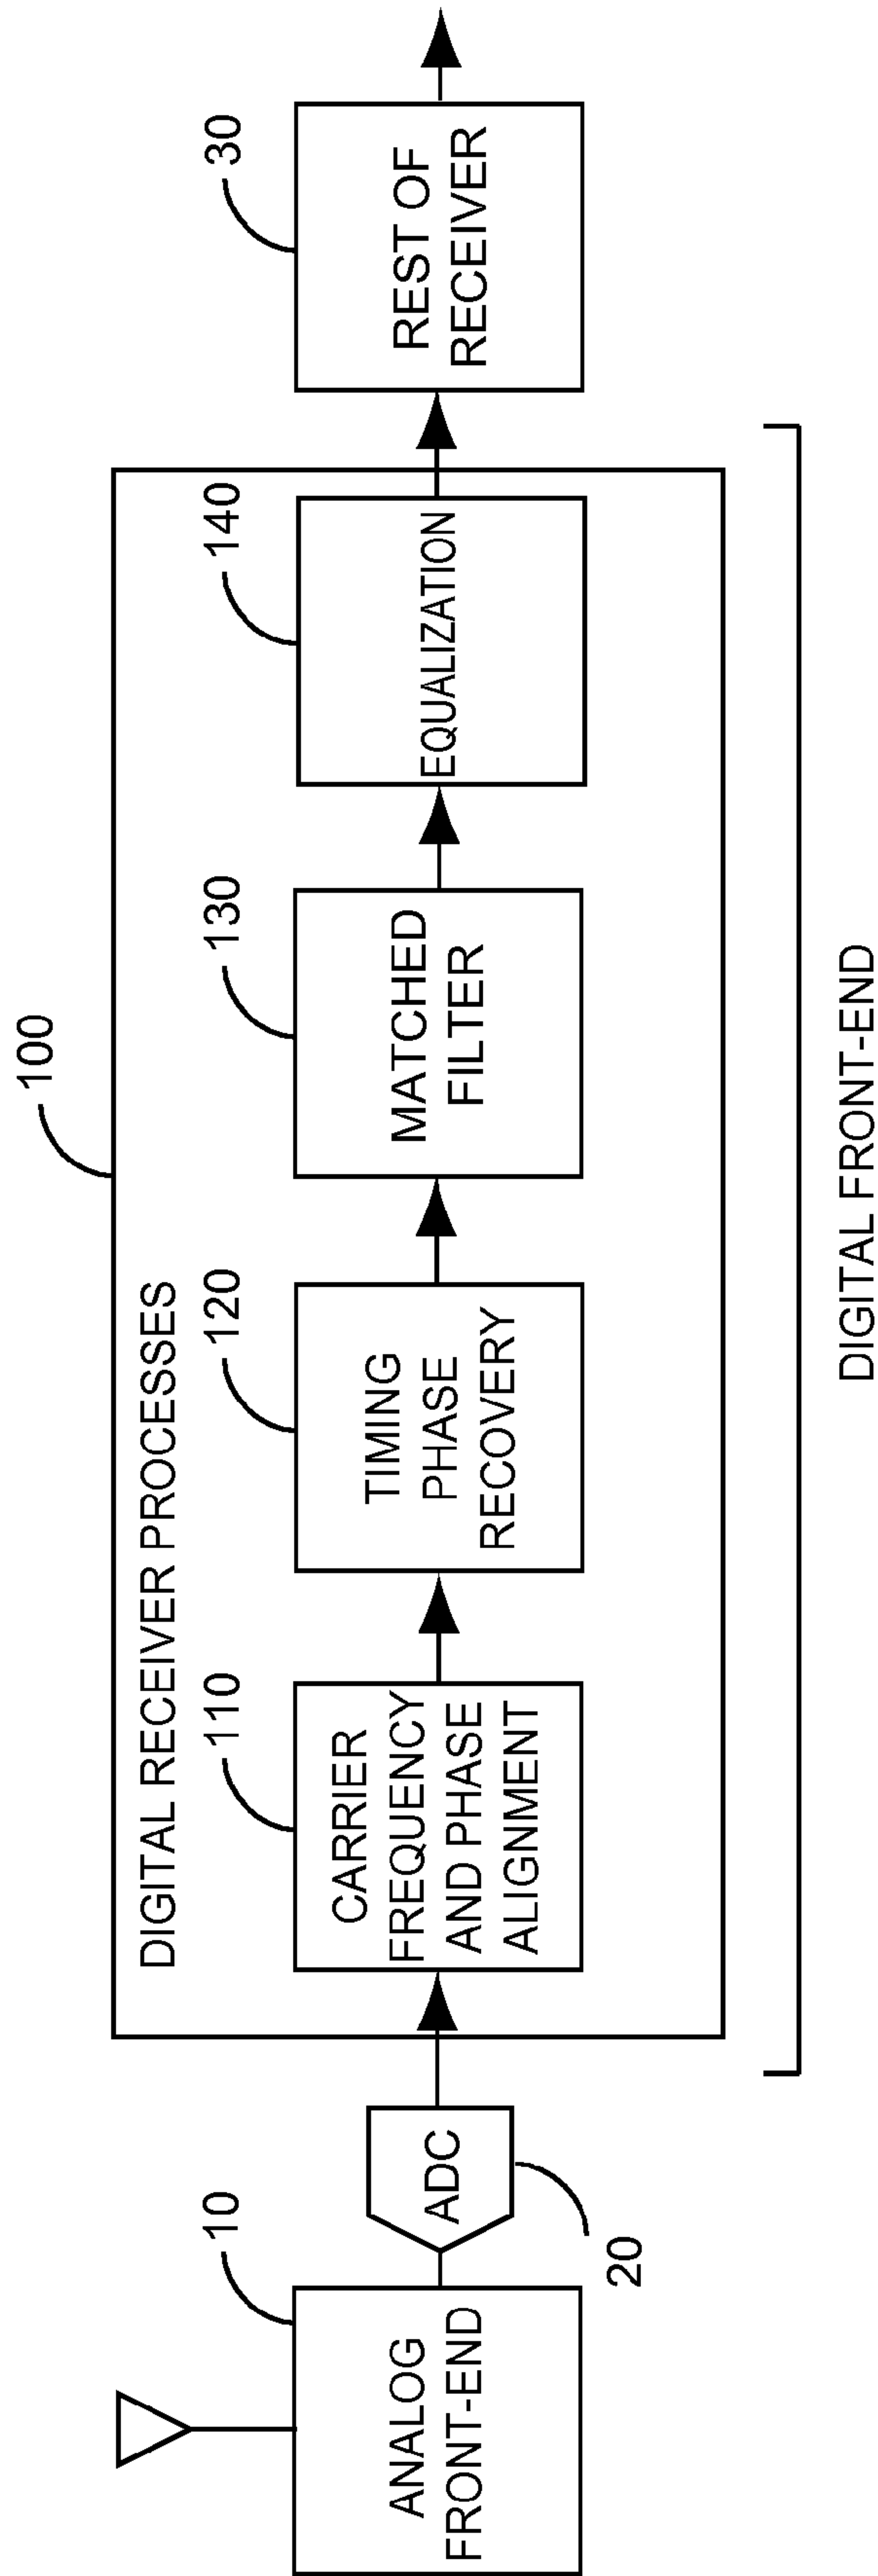 100
DIGITAL RECEIVER PROCESSES
10
110
120
130
140
30
ANALOG
FRONT-END
ADC
20
CARRIER
FREQUENCY
AND PHASE
ALIGNMENT
TIMING
PHASE
RECOVERY
MATCHED
FILTER
EQUALIZATION
REST OF
RECEIVER
DIGITAL FRONT-END